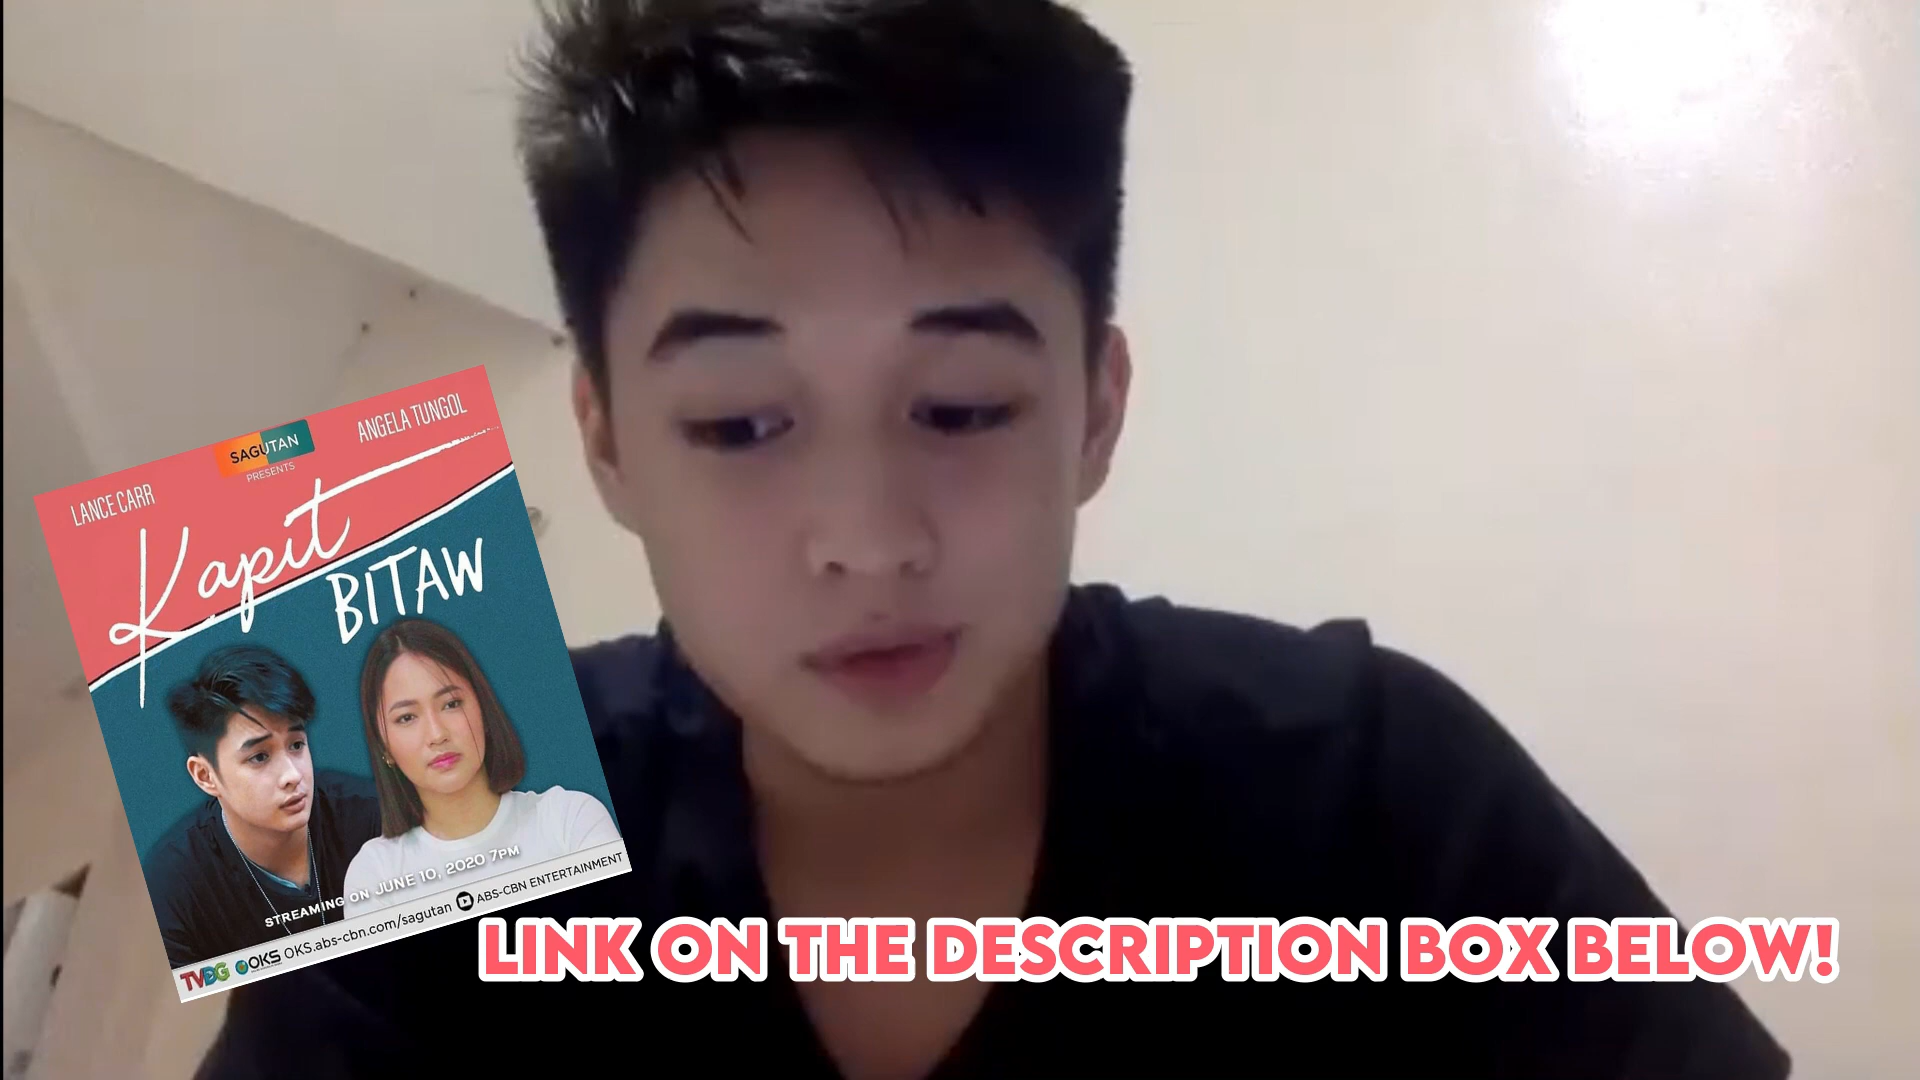 LANCE CARR
SAGUTAN
PRESENTS
ANGELA TUNGOL
Kapit
BITAW
STREAMING ON JUNE 10, 2020 7PM
TVDG OKS OKS.abs-cbn.com/sagutan ABS-CBN ENTERTAINMENT
LINK ON THE DESCRIPTION BOX BELOW!